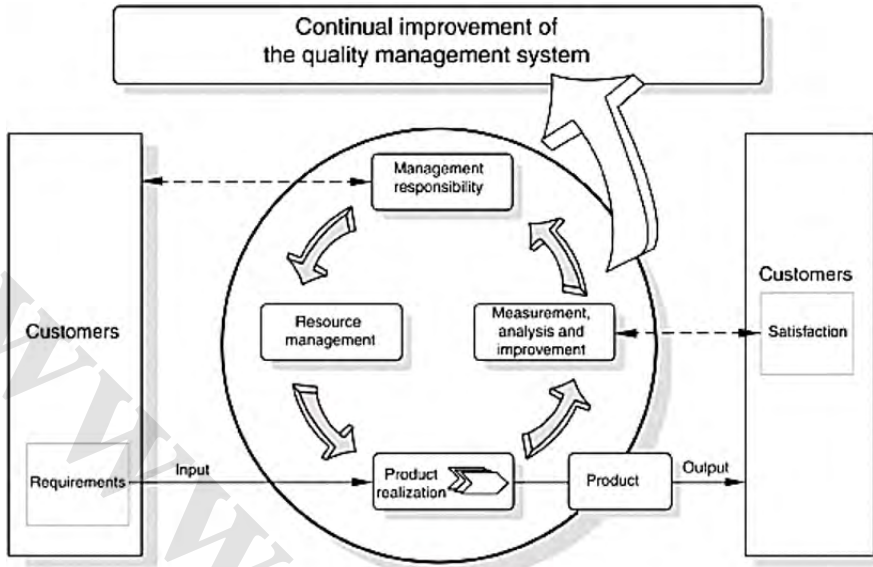 Continual improvement of
the quality management system
Management
responsibility
Customers
Resource
management
Measurement,
analysis and
improvement
Customers
Satisfaction
Requirements
Input
Product
realization
Product
Output
www